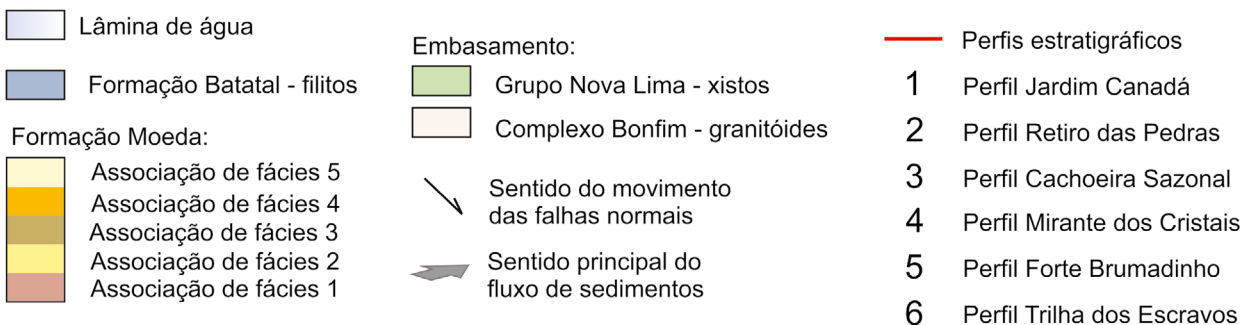 Lâmina de água
Formação Batatal - filitos
Formação Moeda:
Associação de fácies 5
Associação de fácies 4
Associação de fácies 3
Associação de fácies 2
Associação de fácies 1
Embasamento:
Grupo Nova Lima - xistos
Complexo Bonfim - granitóides
Sentido do movimento
das falhas normais
Sentido principal do
fluxo de sedimentos
Perfis estratigráficos
1 Perfil Jardim Canadá
2 Perfil Retiro das Pedras
3 Perfil Cachoeira Sazonal
4 Perfil Mirante dos Cristais
5 Perfil Forte Brumadinho
6 Perfil Trilha dos Escravos